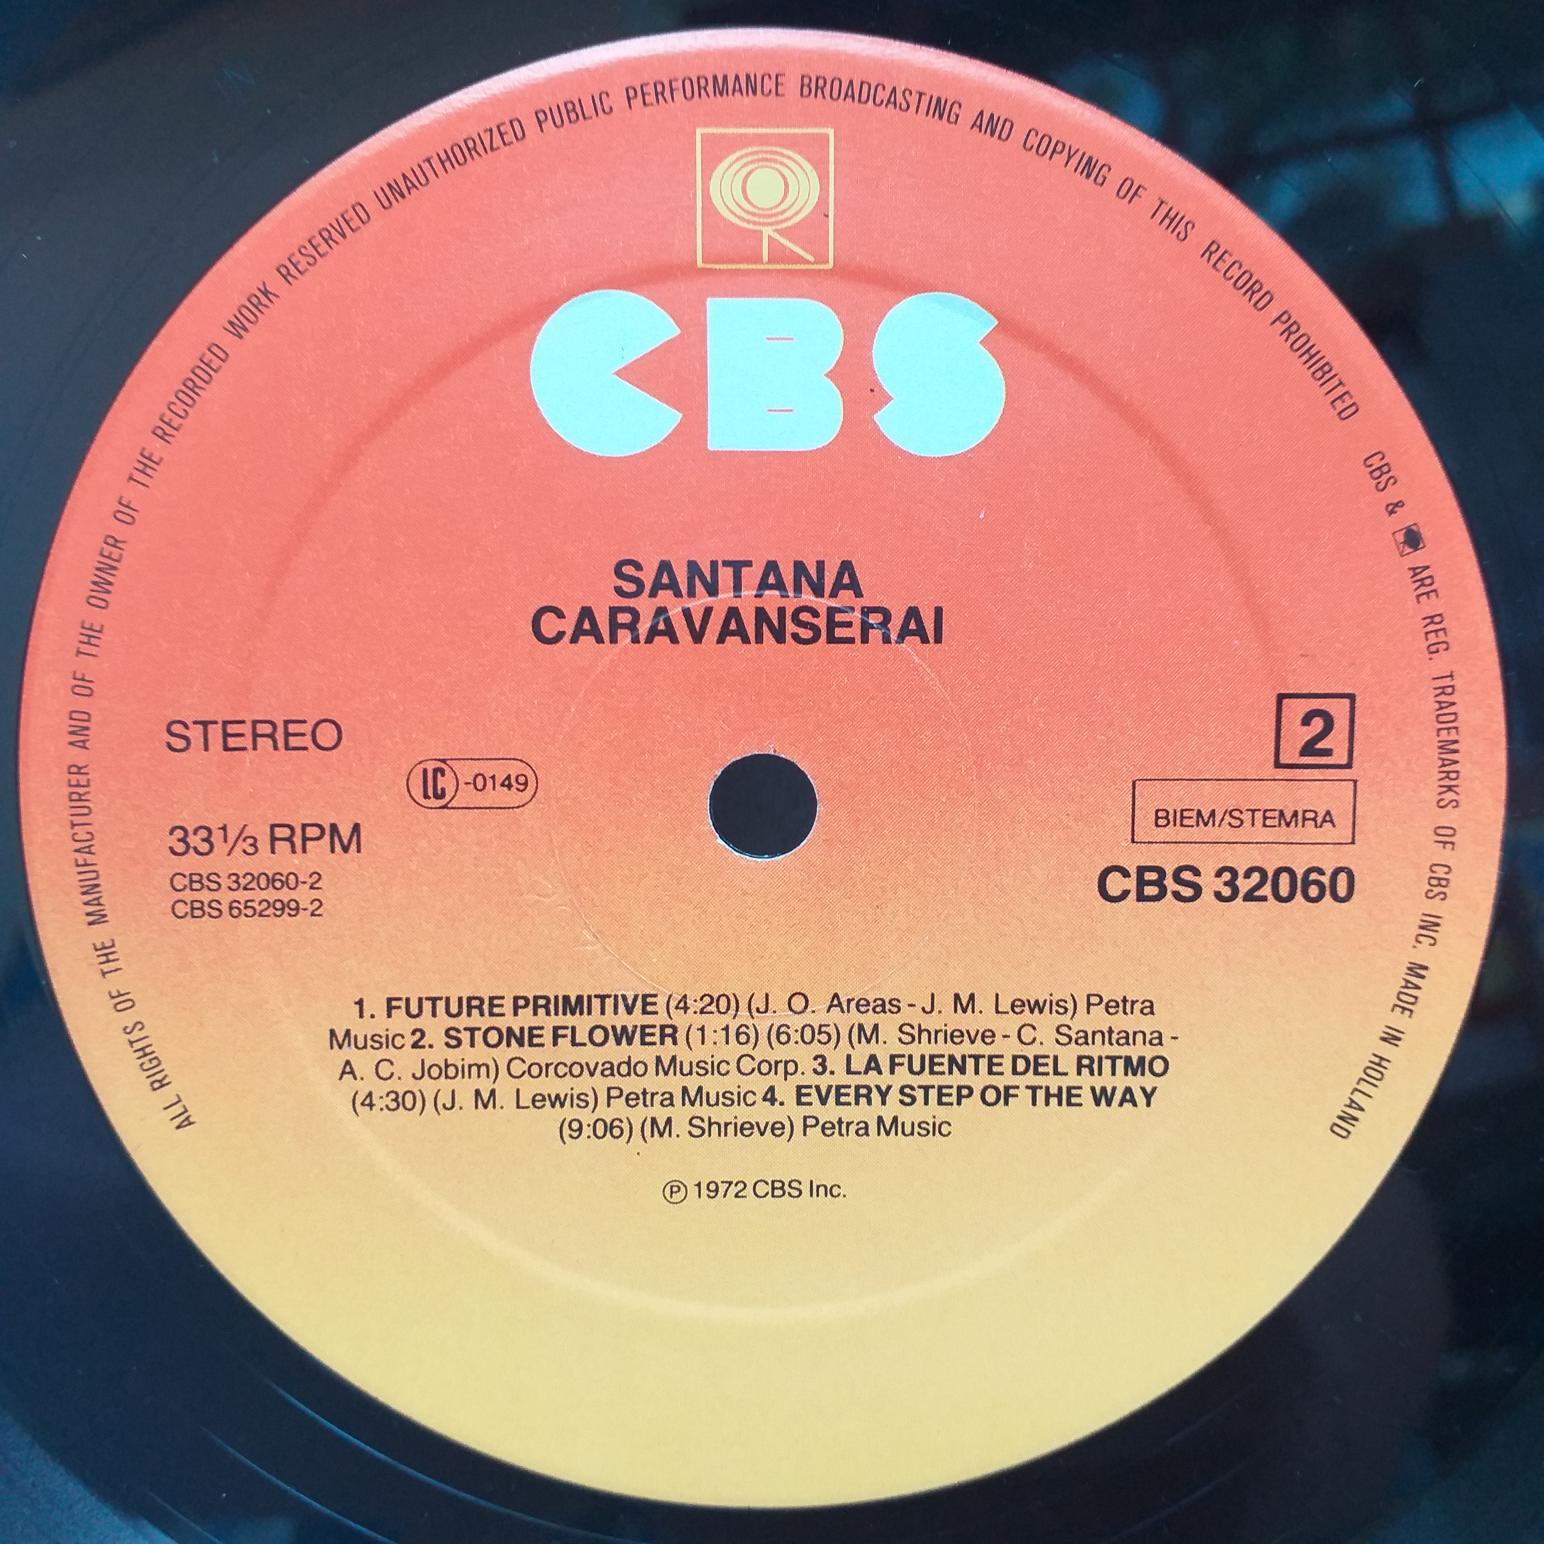 ALL RIGHTS OF THE MANUFACTURER AND OF THE OWNER OF THE RECORDED WORK RESERVED UNAUTHORIZED PUBLIC PERFORMANCE BROADCASTING AND COPYING OF THIS RECORD PROHIBITED CBS & ARE REG. TRADEMARKS OF CBS INC. MADE IN HOLLAND
CBS
SANTANA
CARAVANSERAI
STEREO
LC-0149
33⅓ RPM
CBS 32060-2
CBS 65299-2
2
BIEM/STEMRA
CBS 32060
1. FUTURE PRIMITIVE (4:20) (J. O. Areas - J. M. Lewis) Petra
Music 2. STONE FLOWER (1:16) (6:05) (M. Shrieve - C. Santana -
A. C. Jobim) Corcovado Music Corp. 3. LA FUENTE DEL RITMO
(4:30) (J. M. Lewis) Petra Music 4. EVERY STEP OF THE WAY
(9:06) (M. Shrieve) Petra Music
℗ 1972 CBS Inc.